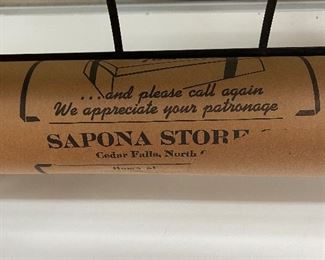 ...and please call again
We appreciate your patronage
SAPONA STORE
Cedar Falls, North